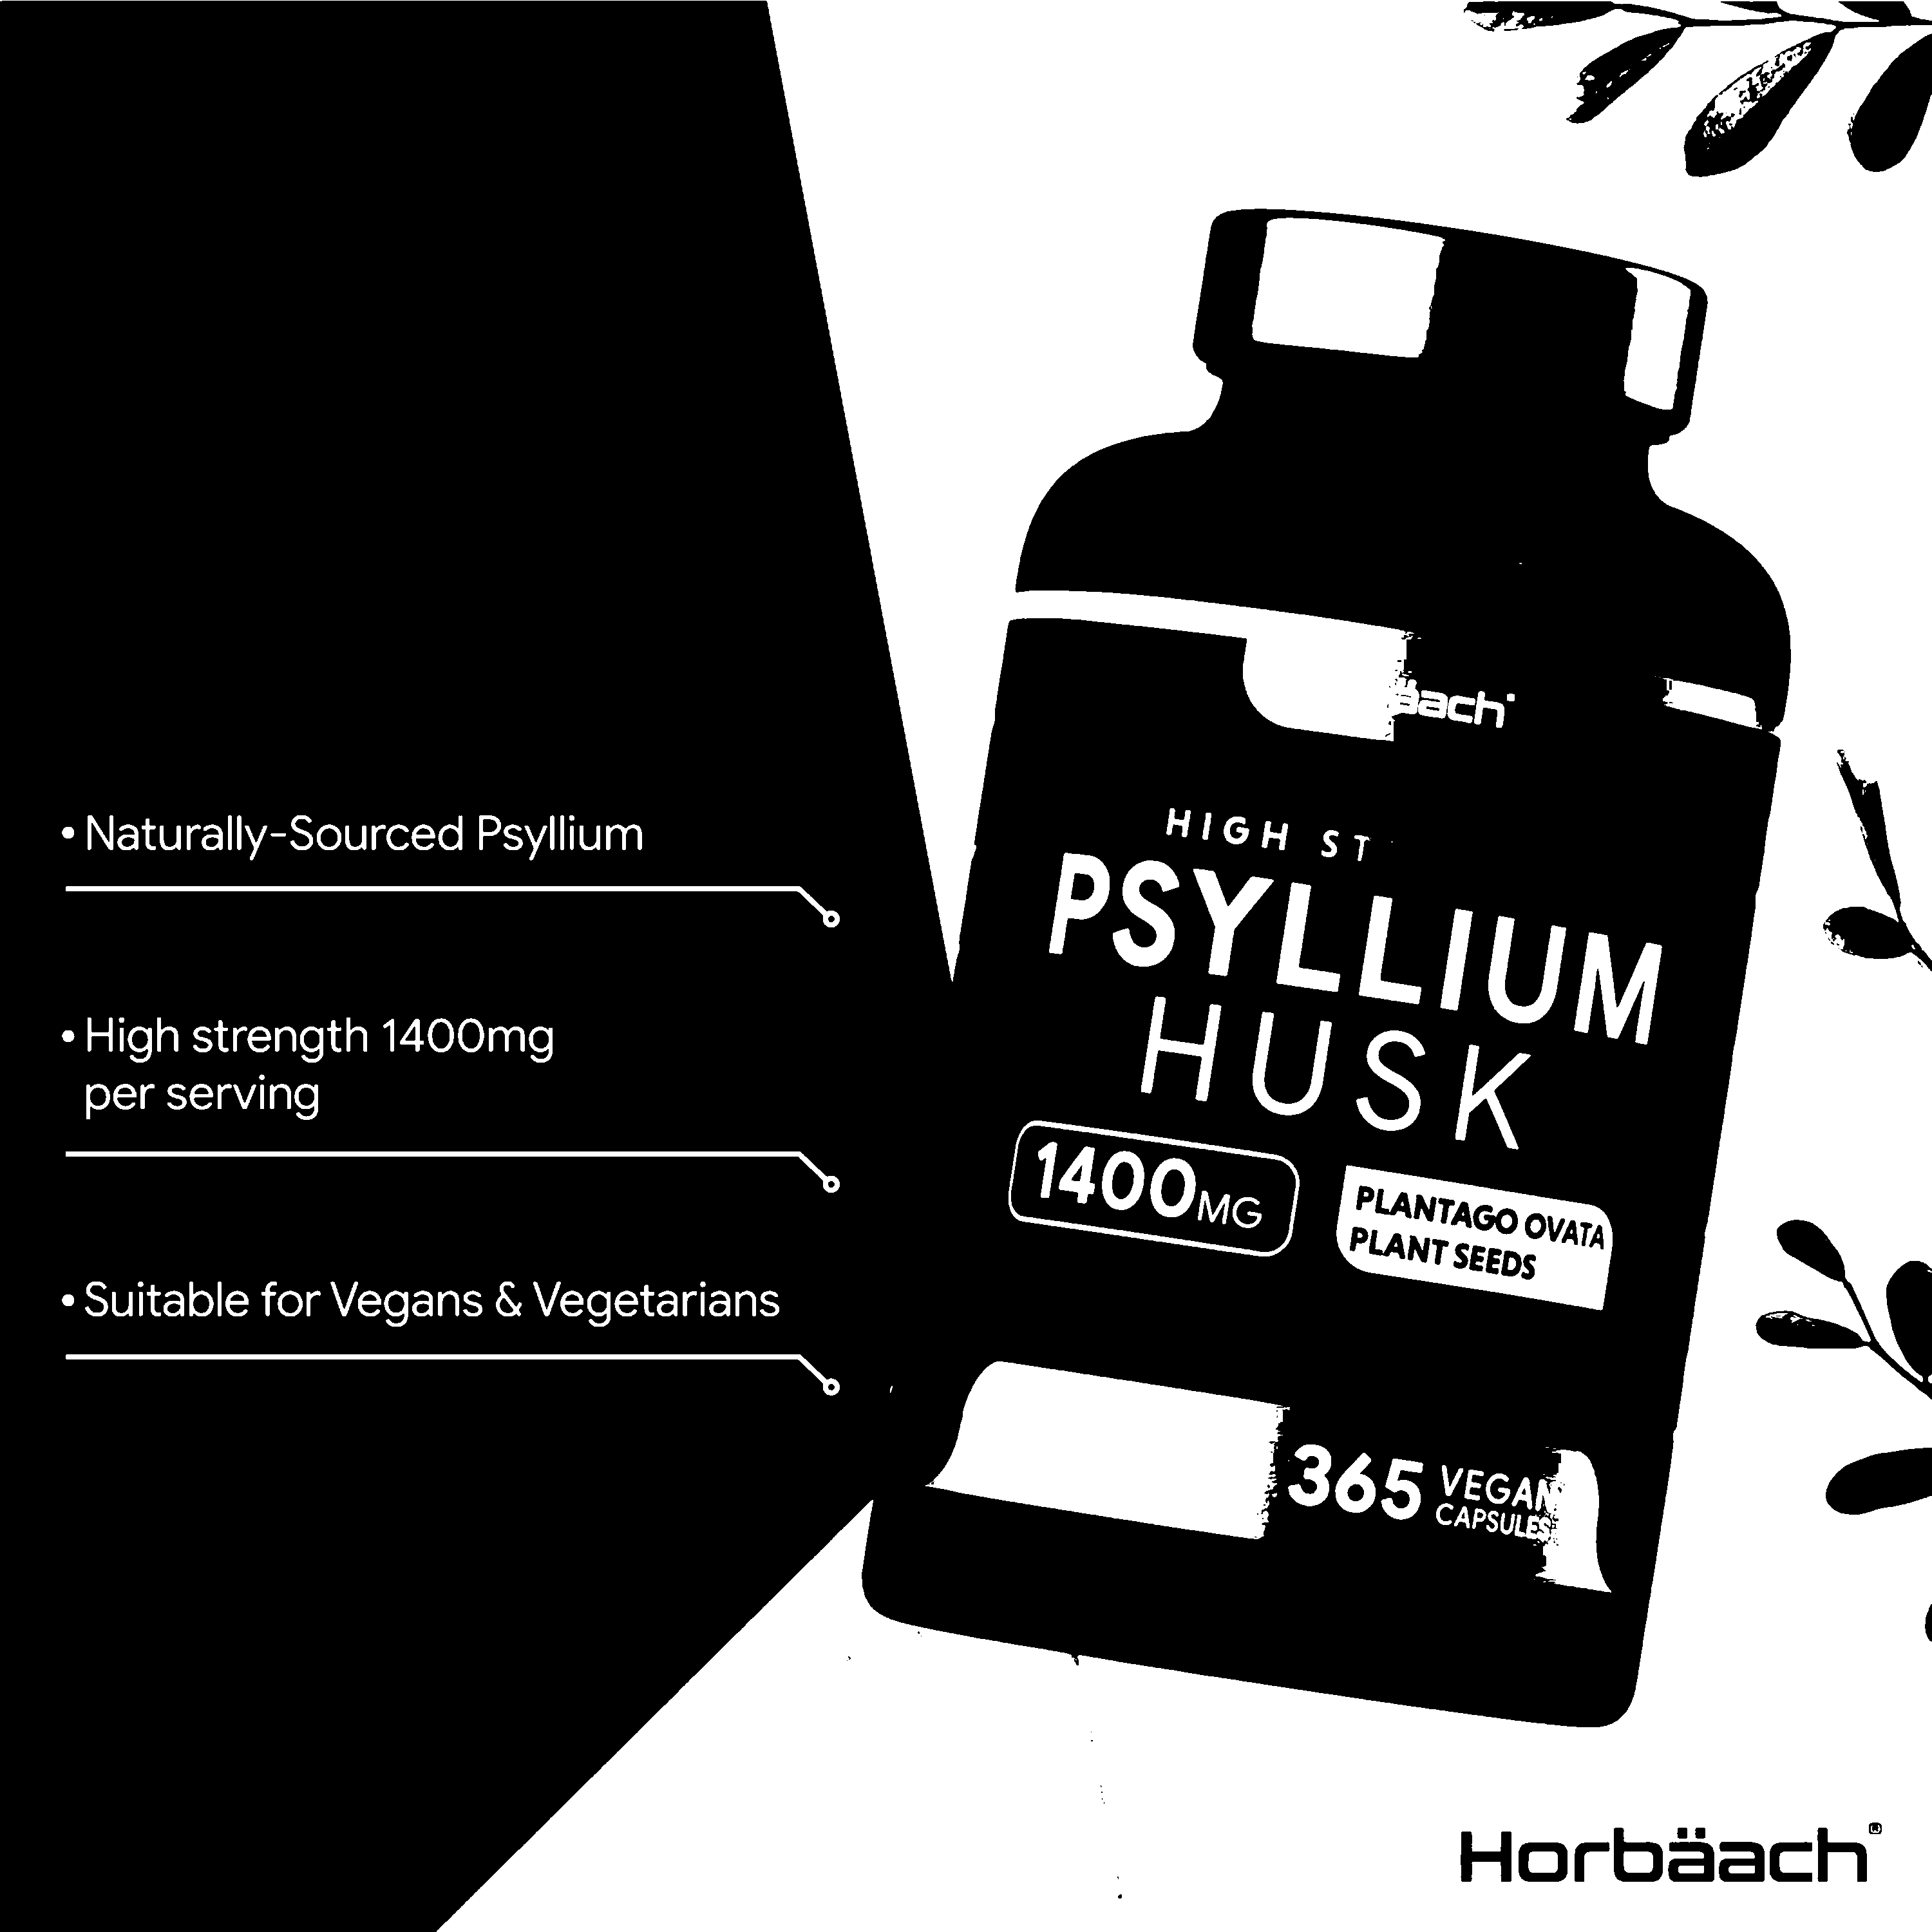 • Naturally-Sourced Psyllium
• High strength 1400mg
per serving
• Suitable for Vegans & Vegetarians
HIGH
PSYLLIUM
HUSK
1400MG
PLANTAGO OVATA
PLANT SEEDS
365 VEGAN
CAPSULES
Horbäach®